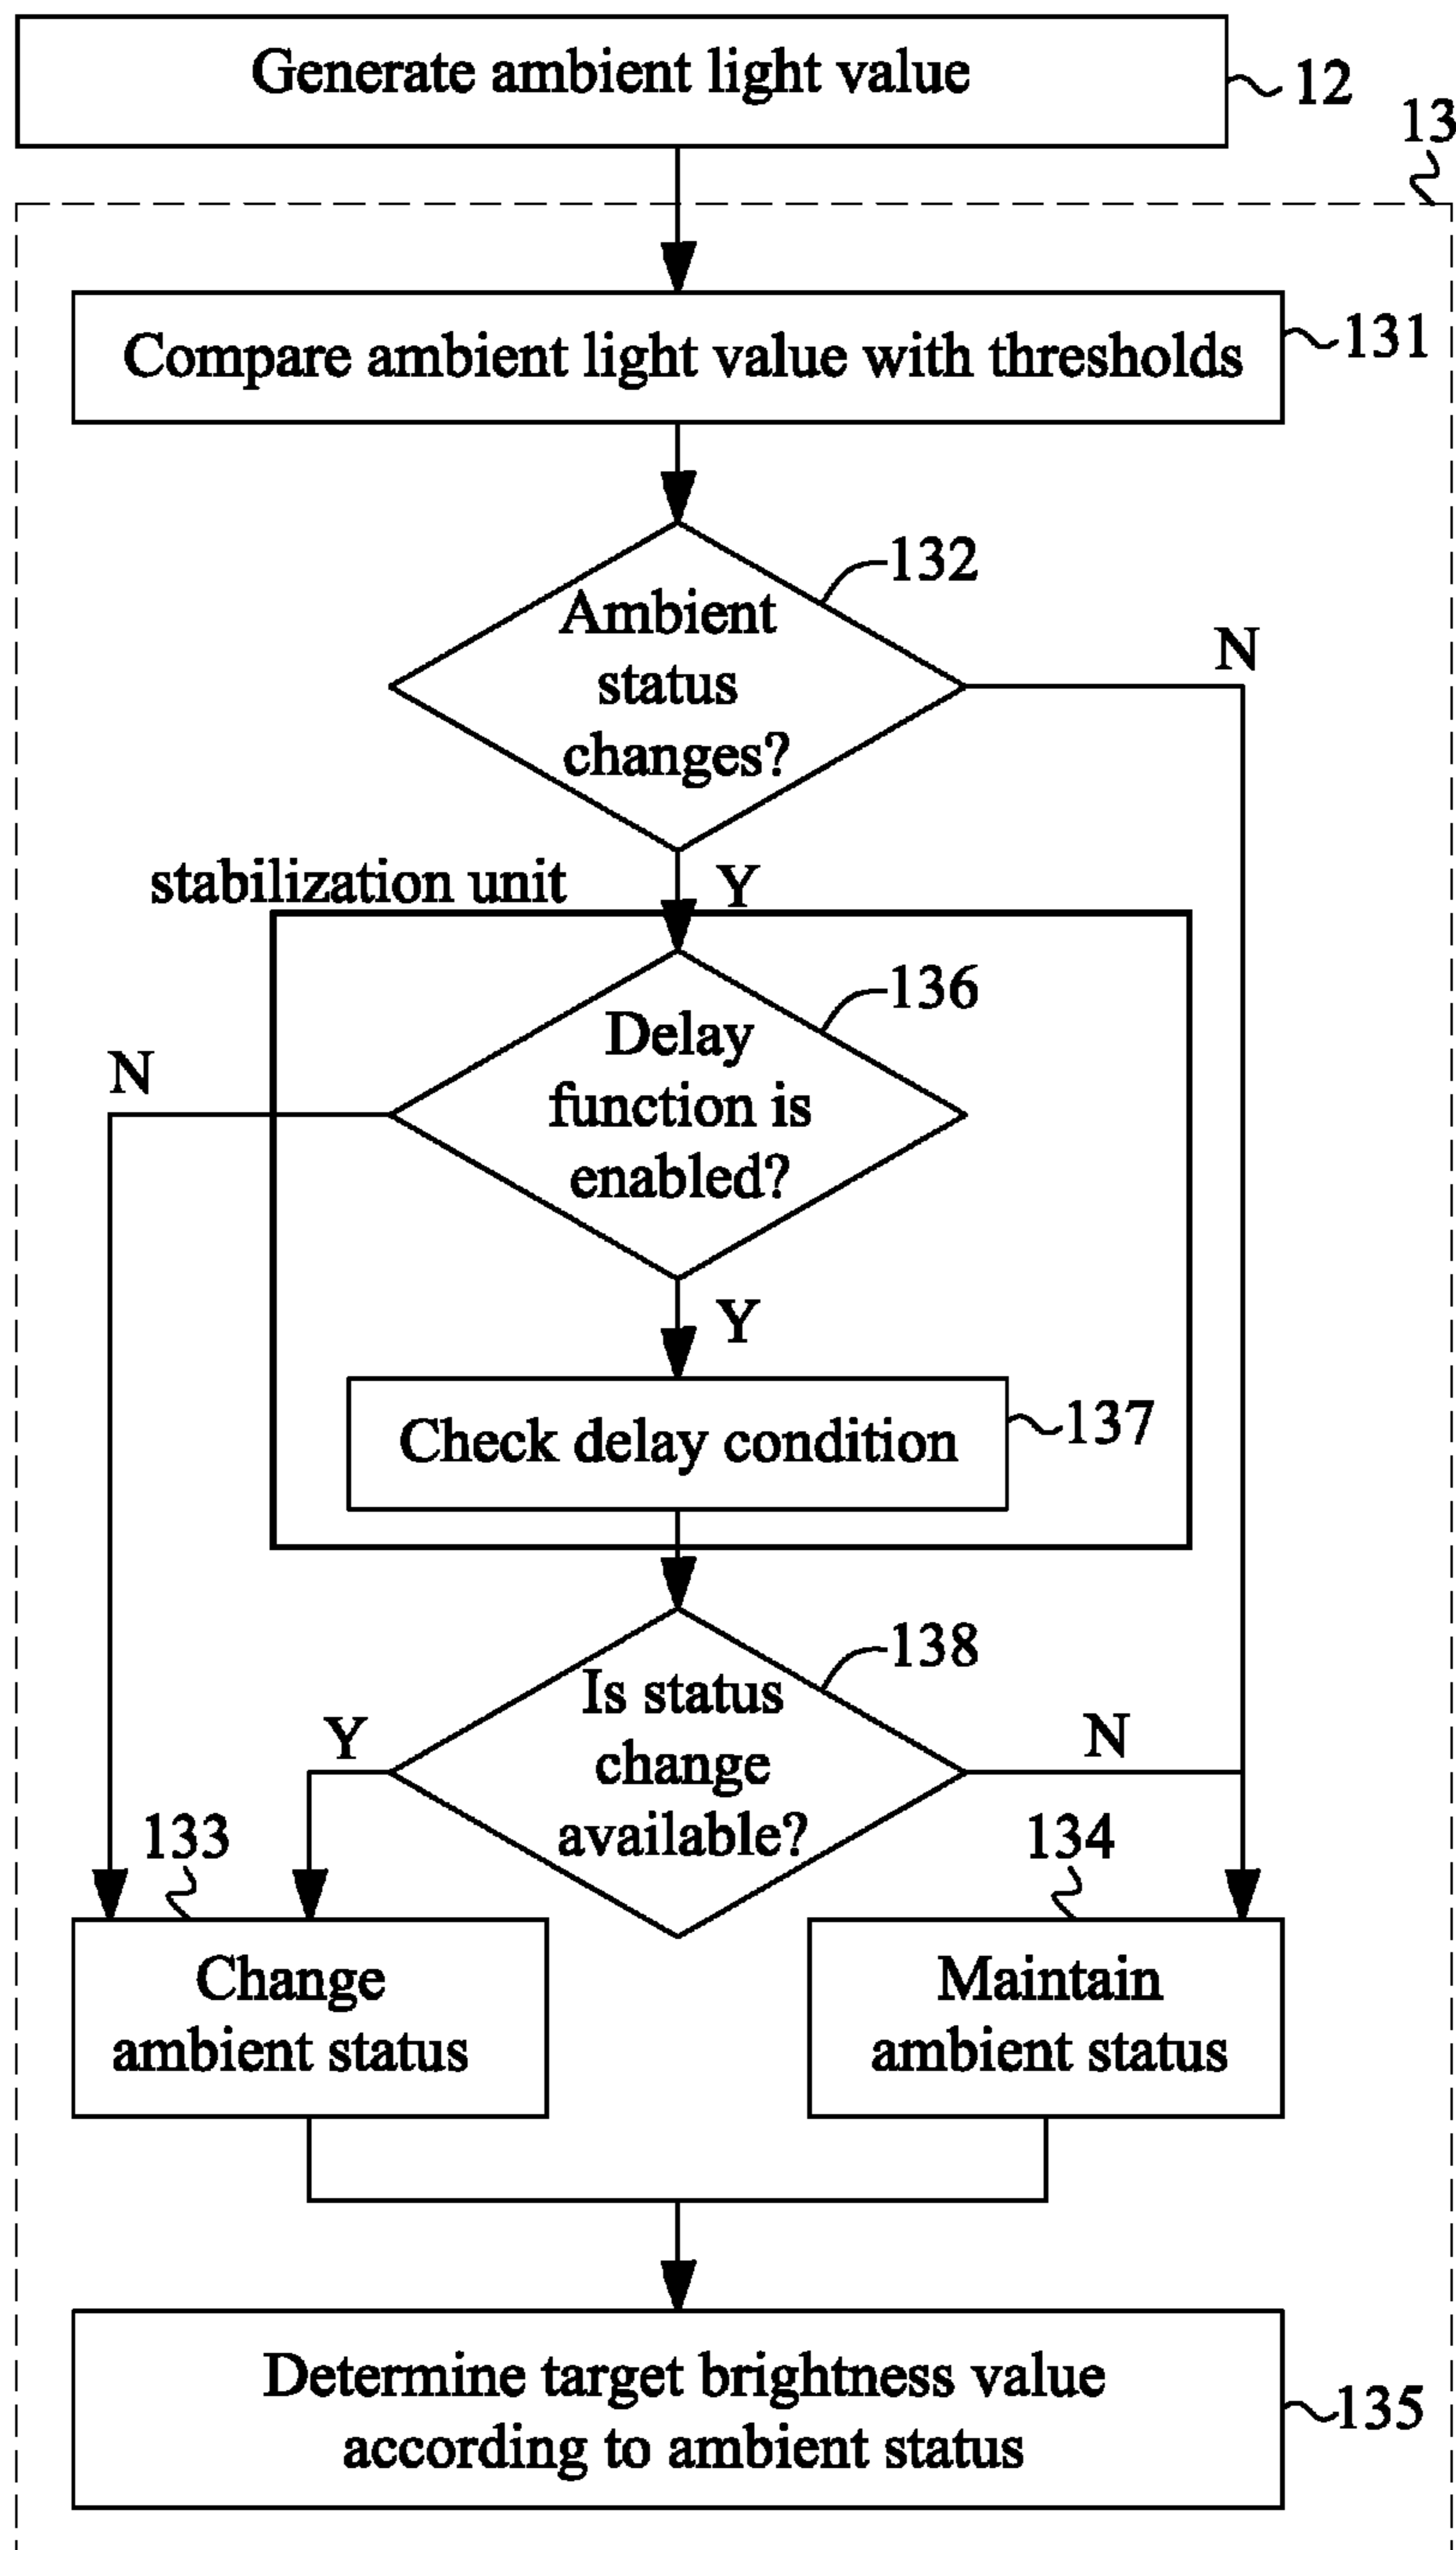 Generate ambient light value
12
13
Compare ambient light value with thresholds
131
132
Ambient
status
changes?
N
Y
stabilization unit
136
Delay
function is
enabled?
N
Y
Check delay condition
137
138
Is status
change
available?
Y
N
133
134
Change
ambient status
Maintain
ambient status
Determine target brightness value
according to ambient status
135